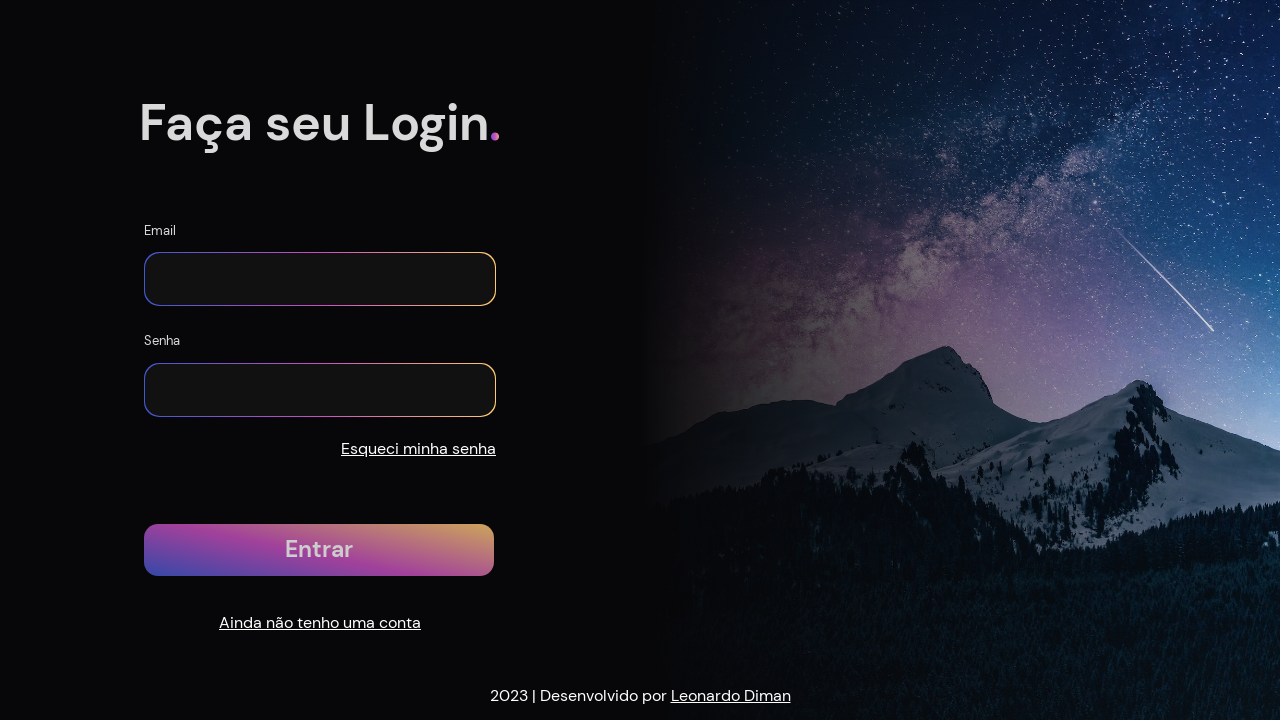 Faça seu Login.
Email
Senha
Esqueci minha senha
Entrar
Ainda não tenho uma conta
2023 | Desenvolvido por Leonardo Diman